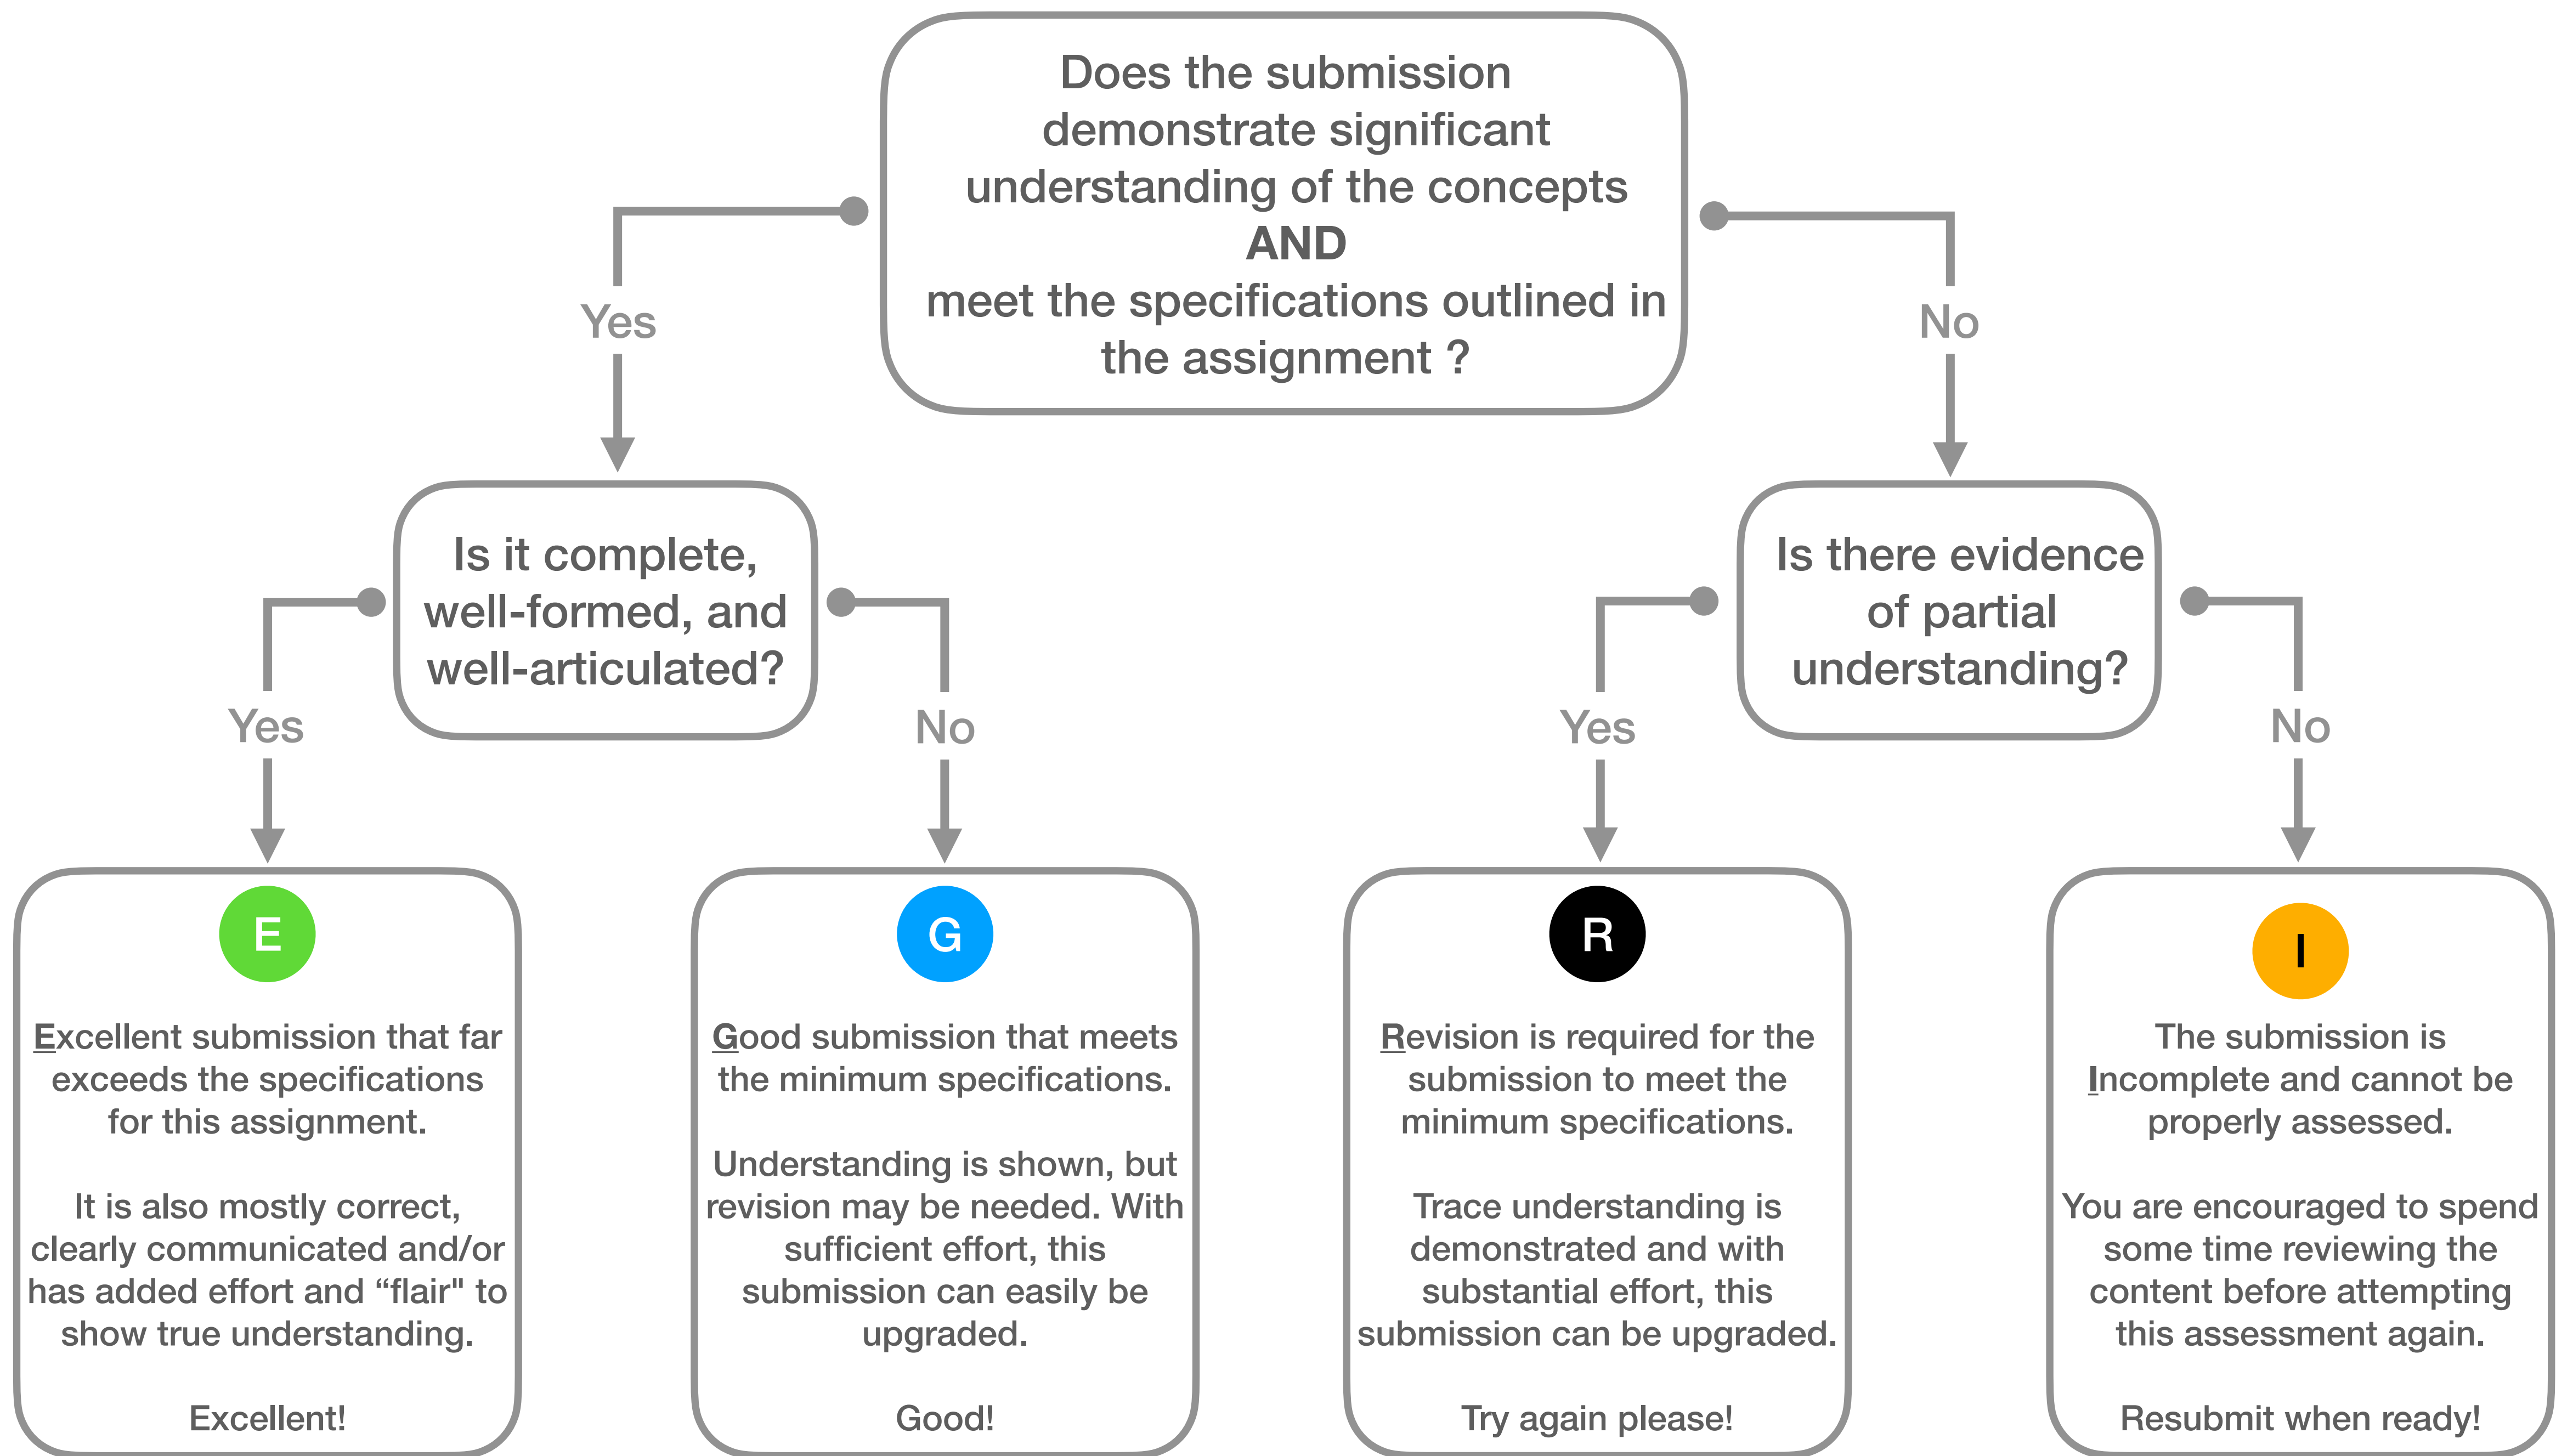 Does the submission
demonstrate significant
understanding of the concepts
AND
meet the specifications outlined in
the assignment ?
Yes
No
Is it complete,
well-formed, and
well-articulated?
Is there evidence
of partial
understanding?
Yes
No
Yes
No
E
Excellent submission that far
exceeds the specifications
for this assignment.
It is also mostly correct,
clearly communicated and/or
has added effort and “flair" to
show true understanding.
Excellent!
G
Good submission that meets
the minimum specifications.
Understanding is shown, but
revision may be needed. With
sufficient effort, this
submission can easily be
upgraded.
Good!
R
Revision is required for the
submission to meet the
minimum specifications.
Trace understanding is
demonstrated and with
substantial effort, this
submission can be upgraded.
Try again please!
I
The submission is
Incomplete and cannot be
properly assessed.
You are encouraged to spend
some time reviewing the
content before attempting
this assessment again.
Resubmit when ready!